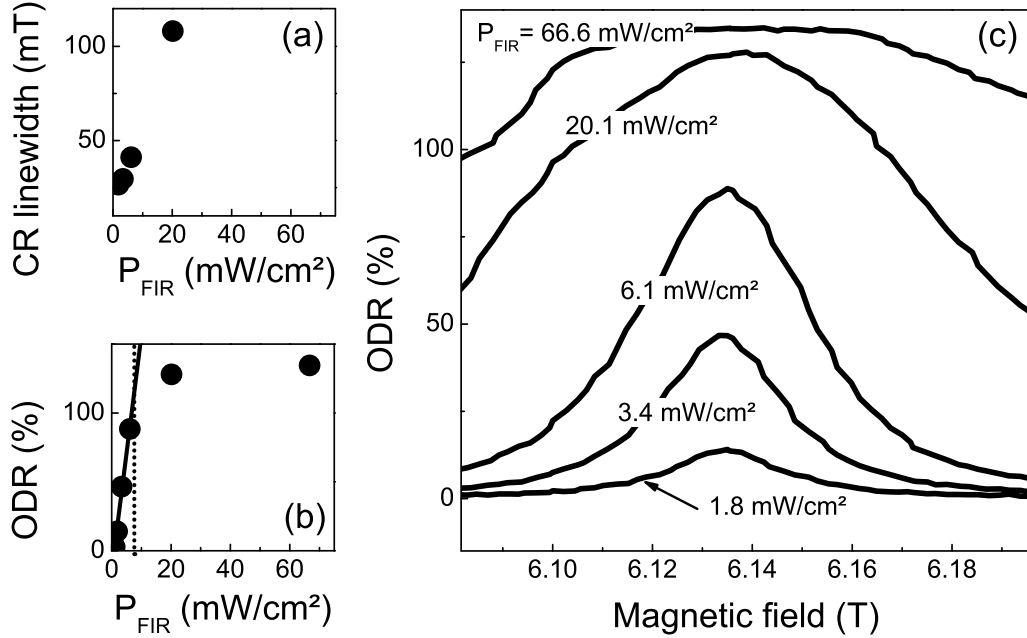 (a)
CR linewidth (mT)
100
50
0 20 40 60
P_FIR (mW/cm²)
(b)
ODR (%)
100
0
0 20 40 60
P_FIR (mW/cm²)
(c)
P_FIR= 66.6 mW/cm²
20.1 mW/cm²
6.1 mW/cm²
3.4 mW/cm²
1.8 mW/cm²
ODR (%)
100
50
0
6.10 6.12 6.14 6.16 6.18
Magnetic field (T)